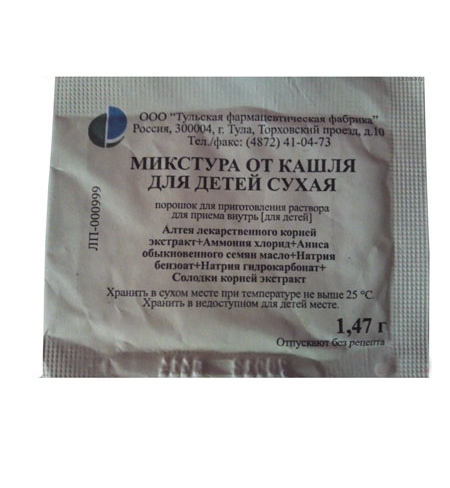 ООО "Тульская фармацевтическая фабрика"
Россия, 300004, г. Тула, Торховский проезд, д.10
Тел./факс: (4872) 41-04-73
МИКСТУРА ОТ КАШЛЯ
ДЛЯ ДЕТЕЙ СУХАЯ
порошок для приготовления раствора
для приема внутрь [для детей]
Алтея лекарственного корней
экстракт+Аммония хлорид+Аниса
обыкновенного семян масло+Натрия
бензоат+Натрия гидрокарбонат+
Солодки корней экстракт
Хранить в сухом месте при температуре не выше 25 °С.
Хранить в недоступном для детей месте.
1,47 г
Отпускают без рецепта
ЛП-000999